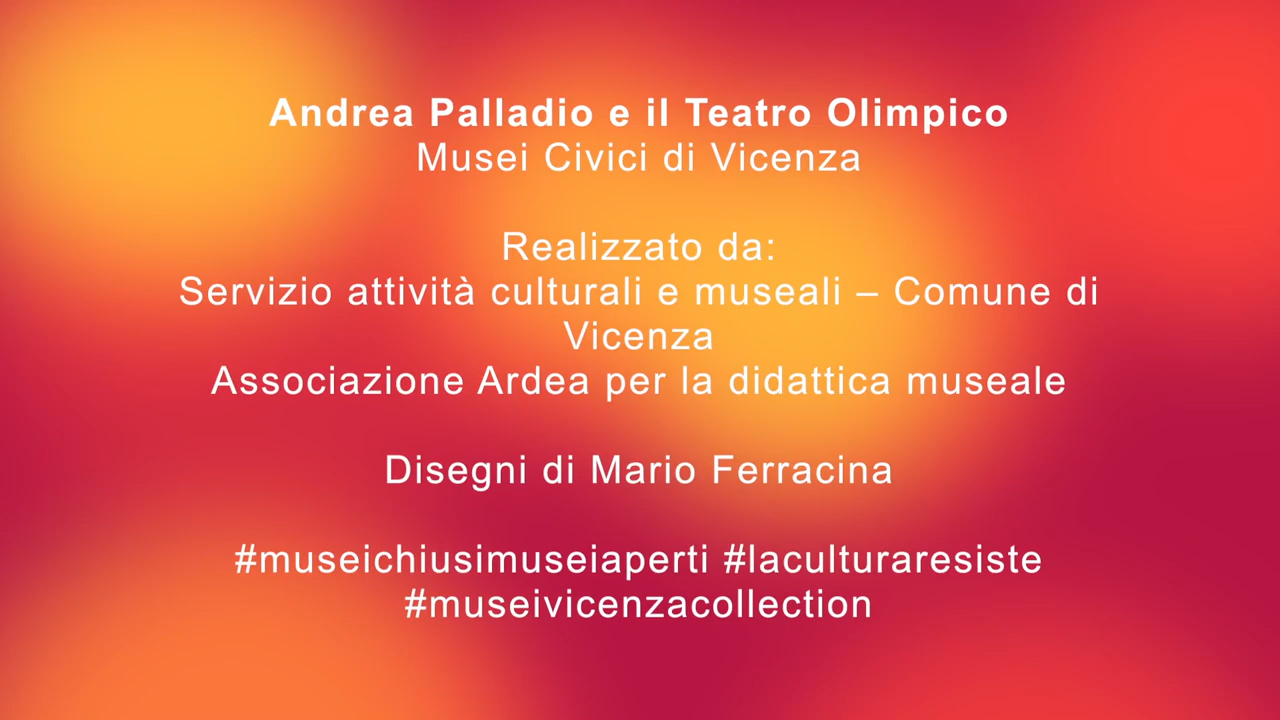 Andrea Palladio e il Teatro Olimpico
Musei Civici di Vicenza
Realizzato da:
Servizio attività culturali e museali – Comune di
Vicenza
Associazione Ardea per la didattica museale
Disegni di Mario Ferracina
#museichiusimuseiaperti #laculturaresiste
#museivicenzacollection